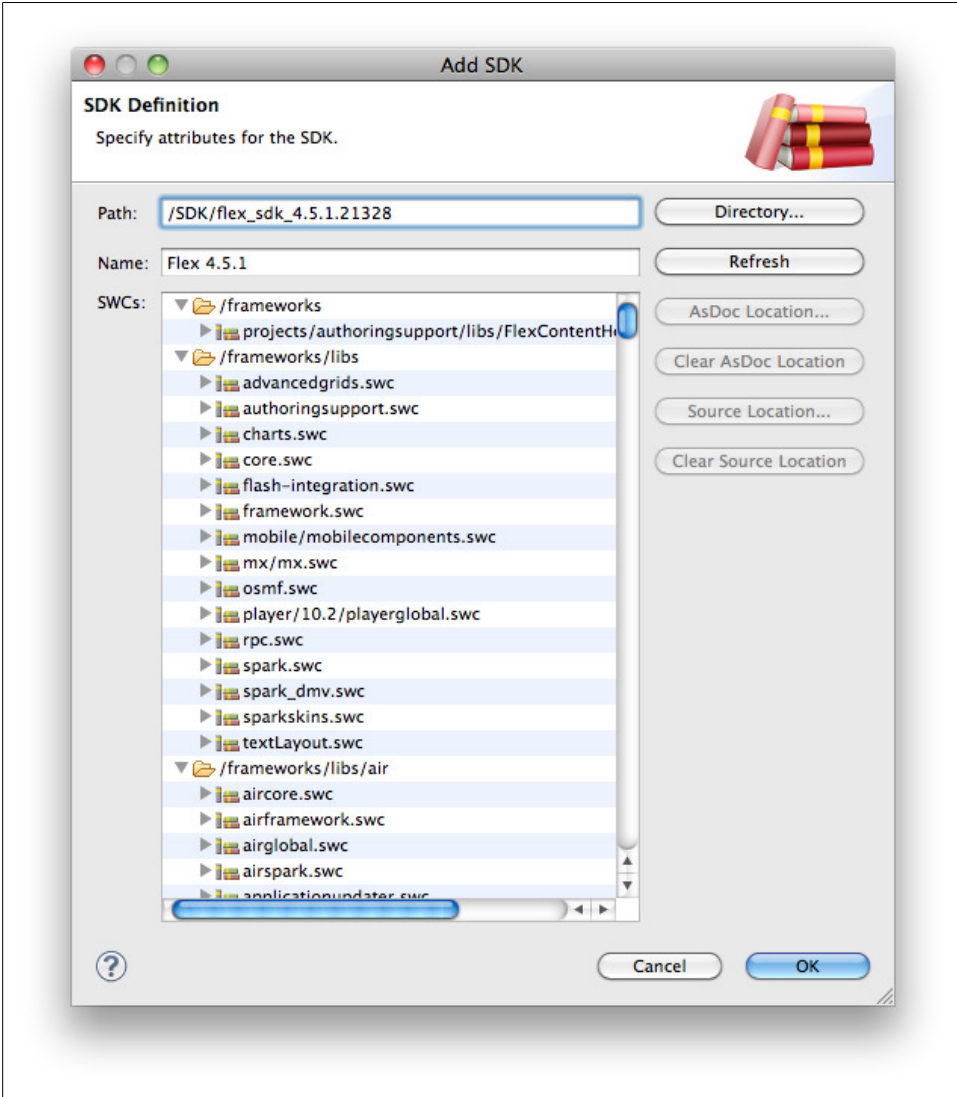 Add SDK
SDK Definition
Specify attributes for the SDK.
Path: /SDK/flex_sdk_4.5.1.21328 Directory...
Name: Flex 4.5.1 Refresh
SWCs: /frameworks AsDoc Location...
projects/authoringsupport/libs/FlexContentH
/frameworks/libs Clear AsDoc Location
advancedgrids.swc
authoringsupport.swc Source Location...
charts.swc
core.swc Clear Source Location
flash-integration.swc
framework.swc
mobile/mobilecomponents.swc
mx/mx.swc
osmf.swc
player/10.2/playerglobal.swc
rpc.swc
spark.swc
spark_dmv.swc
sparkskins.swc
textLayout.swc
/frameworks/libs/air
aircore.swc
airframework.swc
airglobal.swc
airspark.swc
applicationupdater.swc
? Cancel OK